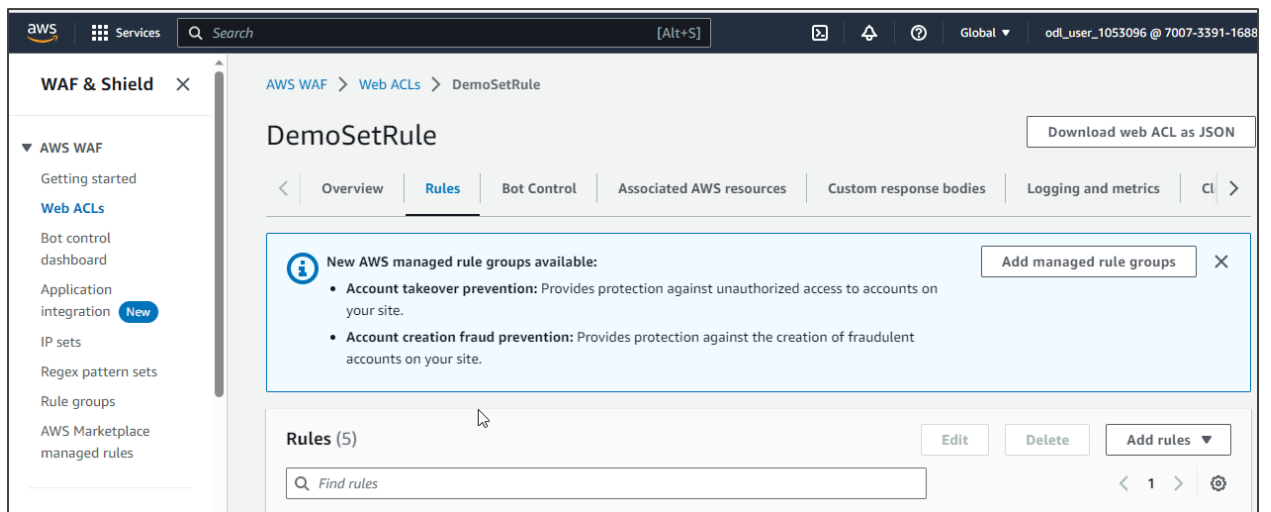 aws
Services
Search
[Alt+S]
Global
odl_user_1053096 @ 7007-3391-1688
WAF & Shield
AWS WAF
Getting started
Web ACLs
Bot control
dashboard
Application
integration New
IP sets
Regex pattern sets
Rule groups
AWS Marketplace
managed rules
AWS WAF > Web ACLs > DemoSetRule
DemoSetRule
Download web ACL as JSON
Overview
Rules
Bot Control
Associated AWS resources
Custom response bodies
Logging and metrics
Cl
New AWS managed rule groups available:
Add managed rule groups
• Account takeover prevention: Provides protection against unauthorized access to accounts on
your site.
• Account creation fraud prevention: Provides protection against the creation of fraudulent
accounts on your site.
Rules (5)
Edit
Delete
Add rules
Find rules
1